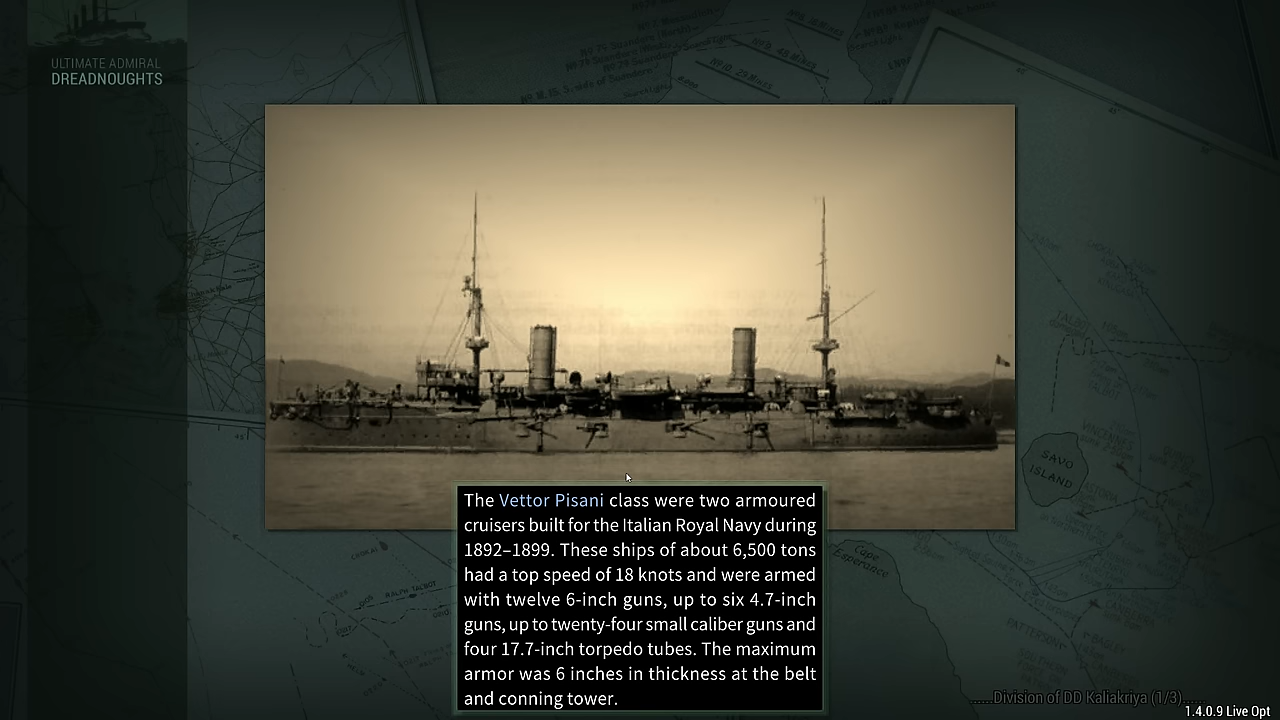 ULTIMATE ADMIRAL
DREADNOUGHTS
SAVO
ISLAND
Cape
Esperance
RALPH TALBOT
The Vettor Pisani class were two armoured
cruisers built for the Italian Royal Navy during
1892–1899. These ships of about 6,500 tons
had a top speed of 18 knots and were armed
with twelve 6-inch guns, up to six 4.7-inch
guns, up to twenty-four small caliber guns and
four 17.7-inch torpedo tubes. The maximum
armor was 6 inches in thickness at the belt
and conning tower.
......Division of DD Kaliakriya (1/3)......
1.4.0.9 Live Opt